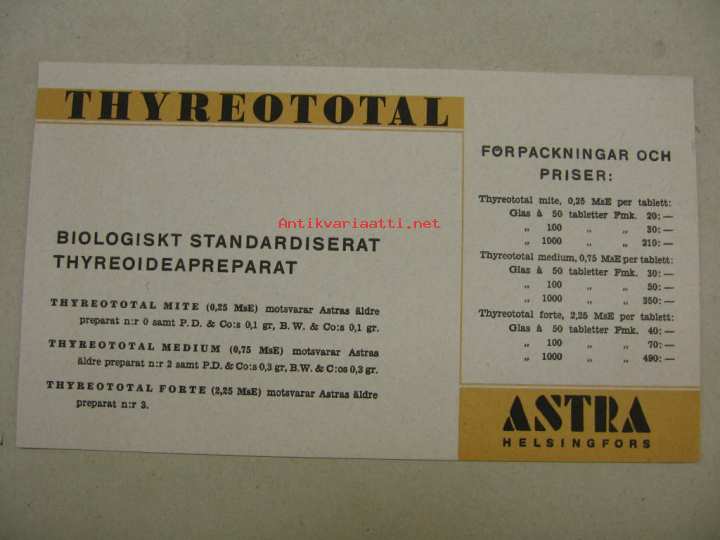 THYREOTOTAL
Antikvariaatti.net
BIOLOGISKT STANDARDISERAT
THYREOIDEAPREPARAT
THYREOTOTAL MITE (0,25 MsE) motsvarar Astras äldre
preparat n:r 0 samt P.D. & Co:s 0,1 gr, B.W. & Co:s 0,1 gr.
THYREOTOTAL MEDIUM (0,75 MsE) motsvarar Astras
äldre preparat n:r 2 samt P.D. & Co:s 0,3 gr, B.W. & C:os 0,3 gr.
THYREOTOTAL FORTE (2,25 MsE) motsvarar Astras äldre
preparat n:r 3.
FÖRPACKNINGAR OCH
PRISER:
Thyreototal mite, 0,25 MsE per tablett:
Glas à 50 tabletter Fmk. 20:—
„ 100 „ „ 30:—
„ 1000 „ „ 210:—
Thyreototal medium, 0,75 MsE per tablett:
Glas à 50 tabletter Fmk. 30:—
„ 100 „ „ 50:—
„ 1000 „ „ 350:—
Thyreototal forte, 2,25 MsE per tablett:
Glas à 50 tabletter Fmk. 40:—
„ 100 „ „ 70:—
„ 1000 „ „ 490:—
ASTRA
HELSINGFORS